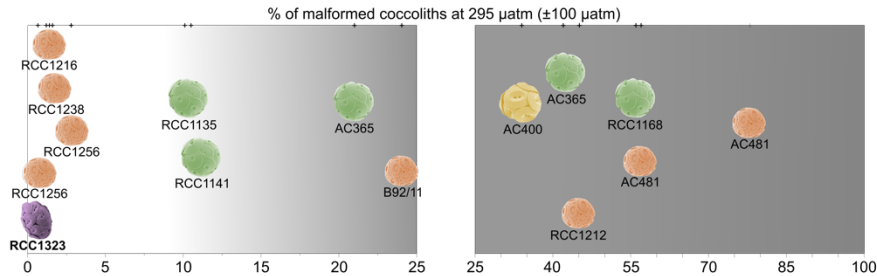 % of malformed coccoliths at 295 µatm (±100 µatm)
RCC1216
RCC1238
RCC1256
RCC1256
RCC1323
RCC1135
RCC1141
AC365
B92/11
0 5 10 15 20 25
AC400
AC365
RCC1168
AC481
AC481
RCC1212
25 40 55 70 85 100